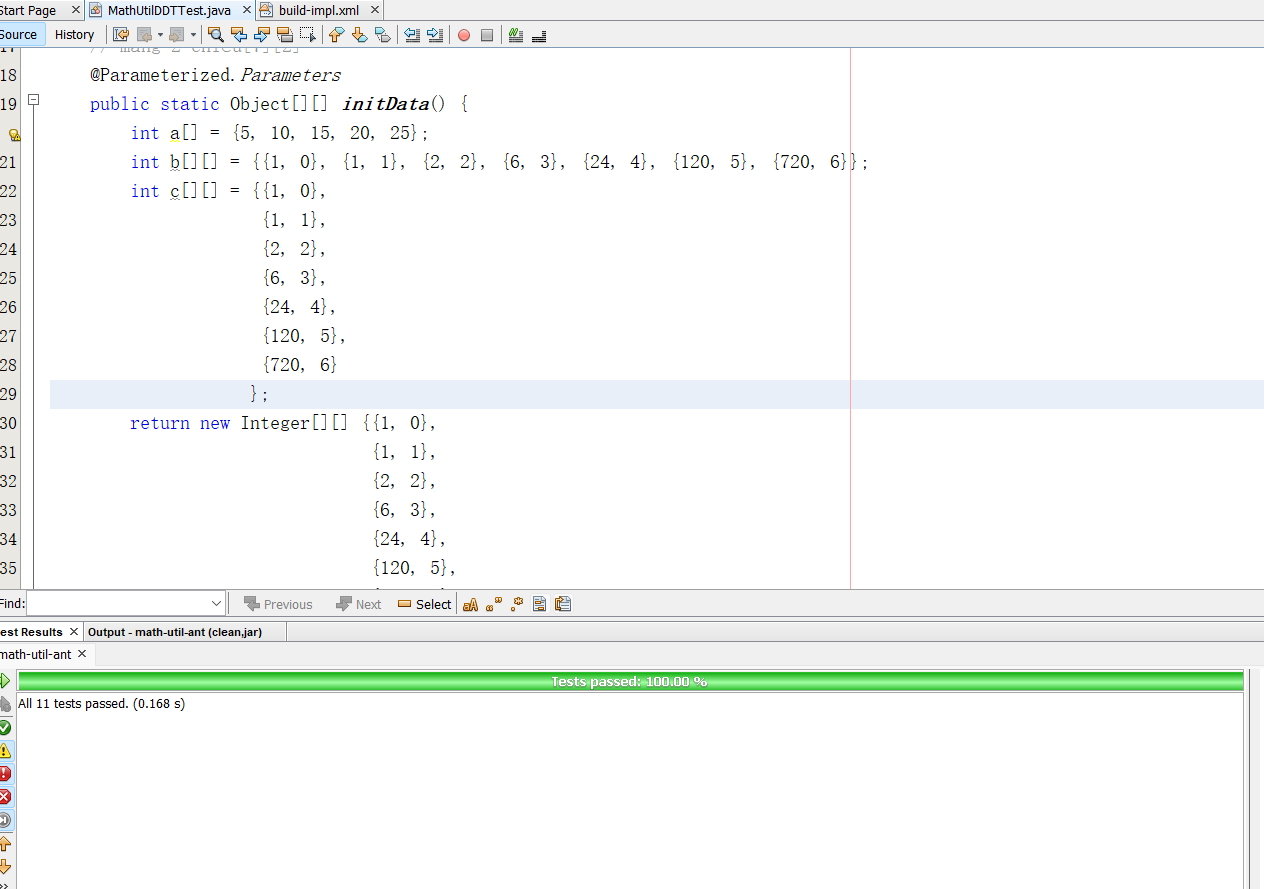 Start Page
MathUtilDDTTest.java
build-impl.xml
Source
History
17 // mang 2 chieu[7][2]
18 @Parameterized.Parameters
19 public static Object[][] initData() {
int a[] = {5, 10, 15, 20, 25};
21 int b[][] = {{1, 0}, {1, 1}, {2, 2}, {6, 3}, {24, 4}, {120, 5}, {720, 6}};
22 int c[][] = {{1, 0},
23 {1, 1},
24 {2, 2},
25 {6, 3},
26 {24, 4},
27 {120, 5},
28 {720, 6}
29 };
30 return new Integer[][] {{1, 0},
31 {1, 1},
32 {2, 2},
33 {6, 3},
34 {24, 4},
35 {120, 5},
Find:
Previous
Next
Select
est Results
Output - math-util-ant (clean,jar)
math-util-ant
Tests passed: 100.00 %
All 11 tests passed. (0.168 s)